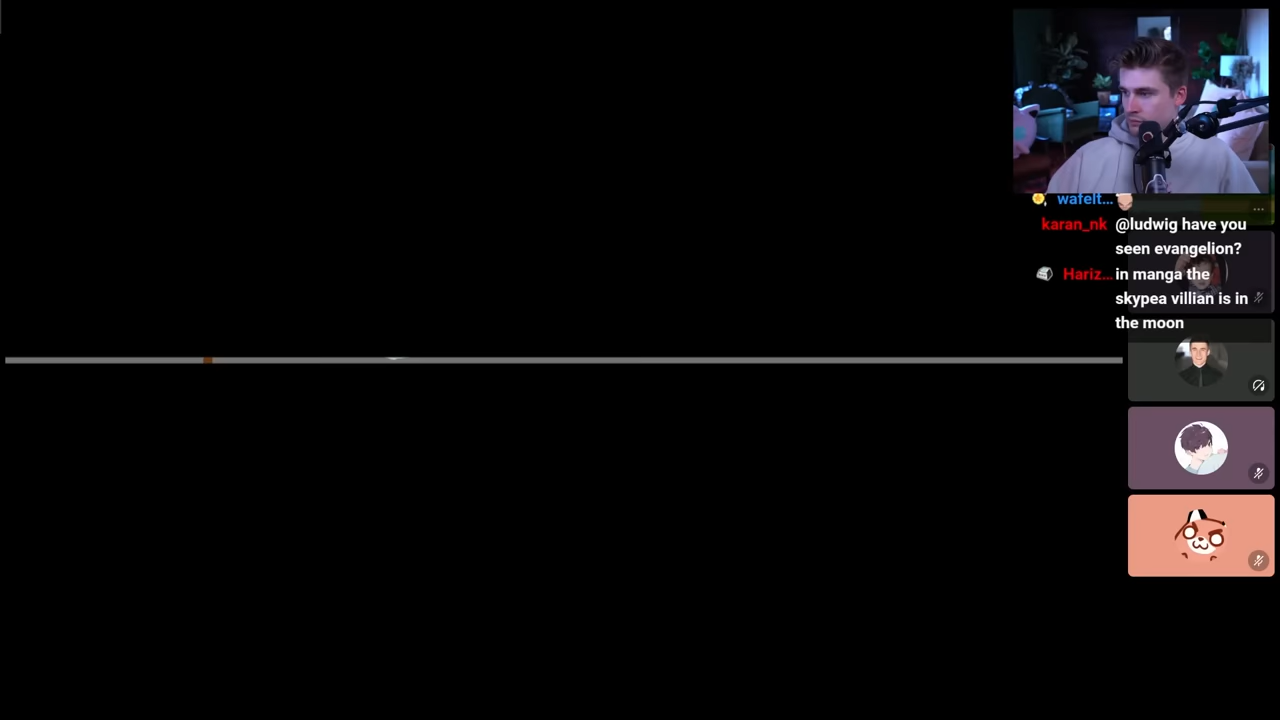 wafelt...
karan_nk @ludwig have you
seen evangelion?
Hariz... in manga the
skypea villian is in
the moon